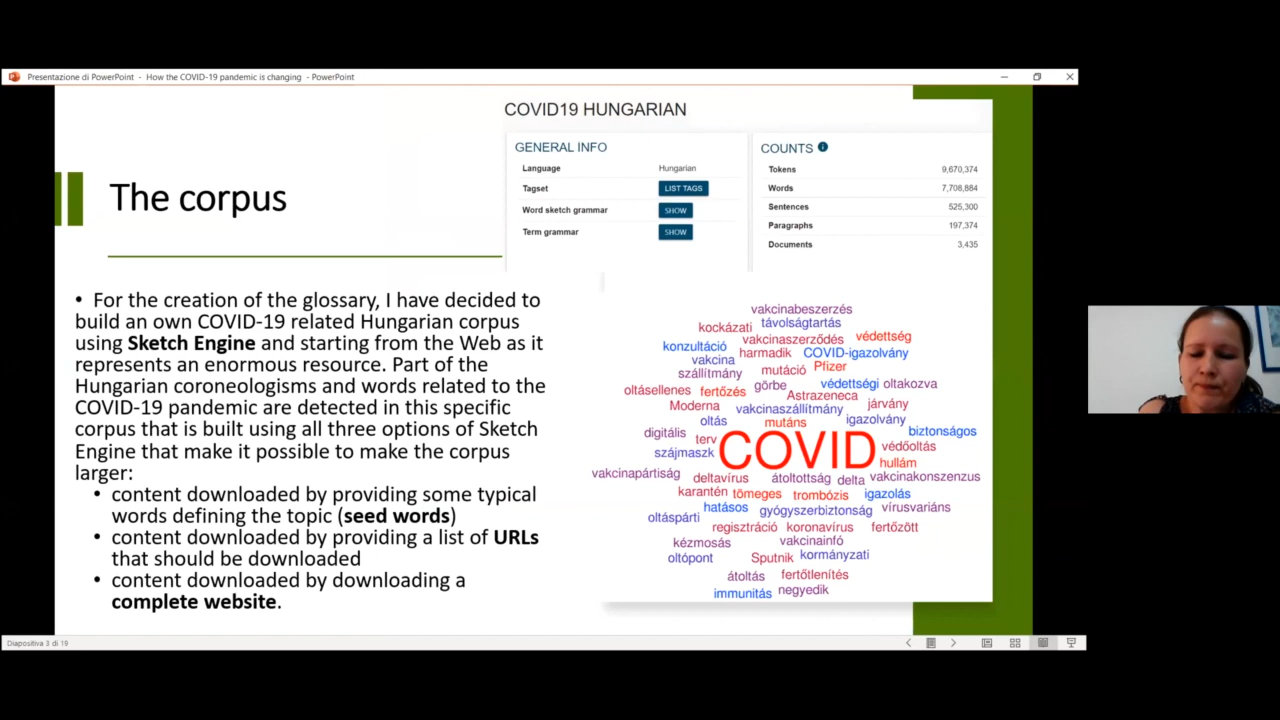 Presentazione di PowerPoint - How the COVID-19 pandemic is changing - PowerPoint
COVID19 HUNGARIAN
GENERAL INFO
Language Hungarian
Tagset LIST TAGS
Word sketch grammar SHOW
Term grammar SHOW
COUNTS
Tokens 9,670,374
Words 7,708,884
Sentences 525,300
Paragraphs 197,374
Documents 3,435
The corpus
• For the creation of the glossary, I have decided to
build an own COVID-19 related Hungarian corpus
using Sketch Engine and starting from the Web as it
represents an enormous resource. Part of the
Hungarian coroneologisms and words related to the
COVID-19 pandemic are detected in this specific
corpus that is built using all three options of Sketch
Engine that make it possible to make the corpus
larger:
• content downloaded by providing some typical
words defining the topic (seed words)
• content downloaded by providing a list of URLs
that should be downloaded
• content downloaded by downloading a
complete website.
vakcinabeszerzés
kockázati távolságtartás
vakcinaszerződés védettség
konzultáció harmadik COVID-igazolvány
vakcina mutáció Pfizer
szállítmány görbe védettségi oltakozva
oltásellenes fertőzés Astrazeneca járvány
Moderna vakcinaszállítmány igazolvány
oltás mutáns
digitális terv COVID biztonságos
szájmaszk védőoltás
hullám
vakcinapártiság deltavírus átoltottság delta vakcinakonszenzus
karantén tömeges trombózis igazolás
hatásos gyógyszerbiztonság vírusvariáns
oltáspárti regisztráció koronavírus fertőzött
kézmosás vakcinainfó
oltópont Sputnik kormányzati
átoltás fertőtlenítés
immunitás negyedik
Diapositiva 3 di 19